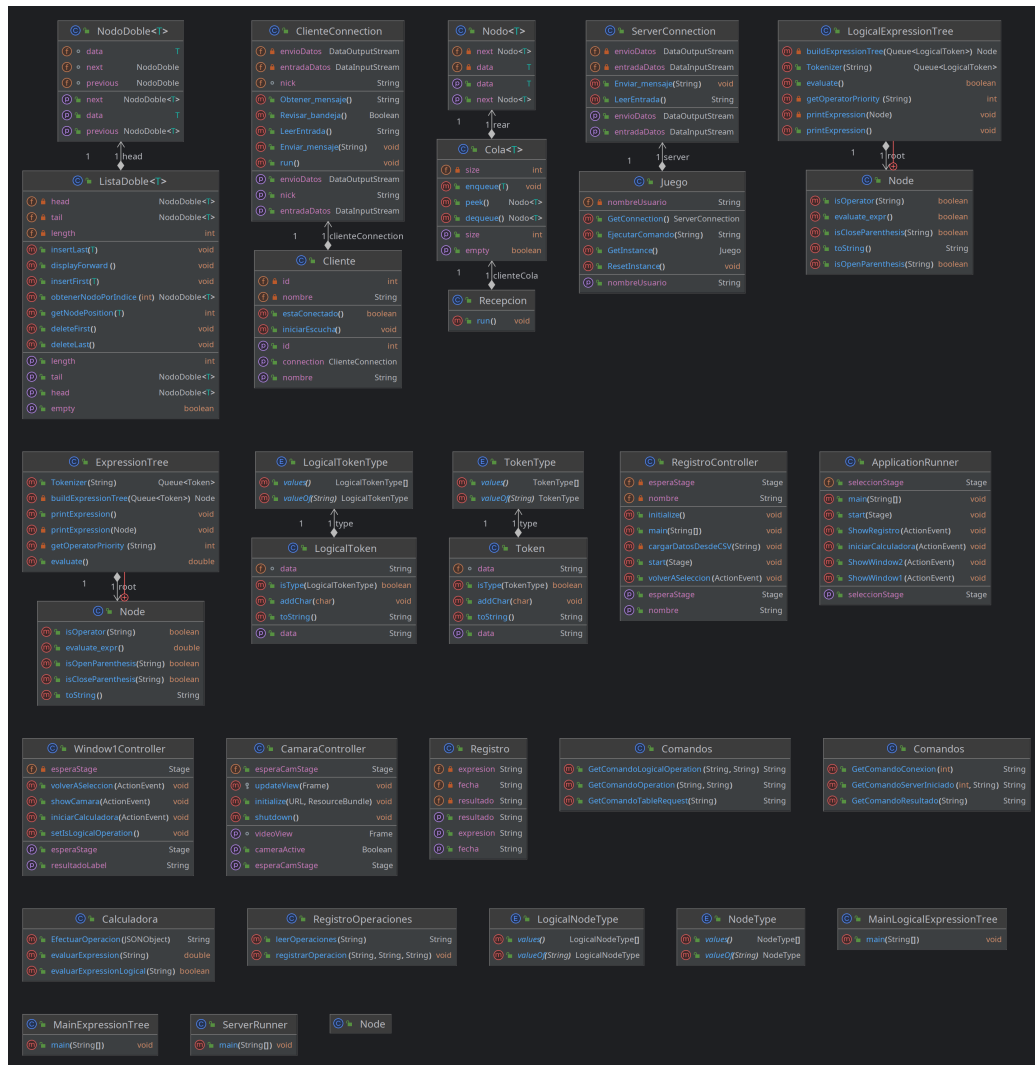 NodoDoble<T>
data T
next NodoDoble
previous NodoDoble
next NodoDoble<T>
data T
previous NodoDoble<T>
1 1 head
ListaDoble<T>
head NodoDoble<T>
tail NodoDoble<T>
length int
insertLast(T) void
displayForward () void
insertFirst(T) void
obtenerNodoPorIndice (int) NodoDoble<T>
getNodePosition(T) int
deleteFirst() void
deleteLast() void
length int
tail NodoDoble<T>
head NodoDoble<T>
empty boolean
ClienteConnection
envioDatos DataOutputStream
entradaDatos DataInputStream
nick String
Obtener_mensaje() String
Revisar_bandeja() Boolean
LeerEntrada() String
Enviar_mensaje(String) void
run() void
envioDatos DataOutputStream
nick String
entradaDatos DataInputStream
1 1 clienteConnection
Cliente
id int
nombre String
estaConectado() boolean
iniciarEscucha() void
id int
connection ClienteConnection
nombre String
Nodo<T>
next Nodo<T>
data T
data T
next Nodo<T>
1 1 rear
Cola<T>
size int
enqueue(T) void
peek() Nodo<T>
dequeue() Nodo<T>
size int
empty boolean
1 1 clienteCola
Recepcion
run() void
ServerConnection
envioDatos DataOutputStream
entradaDatos DataInputStream
Enviar_mensaje(String) void
LeerEntrada() String
envioDatos DataOutputStream
entradaDatos DataInputStream
1 1 server
Juego
nombreUsuario String
GetConnection() ServerConnection
EjecutarComando(String) String
GetInstance() Juego
ResetInstance() void
nombreUsuario String
LogicalExpressionTree
buildExpressionTree(Queue<LogicalToken>) Node
Tokenizer(String) Queue<LogicalToken>
evaluate() boolean
getOperatorPriority (String) int
printExpression(Node) void
printExpression() void
1 1 root
Node
isOperator(String) boolean
evaluate_expr() boolean
isCloseParenthesis(String) boolean
toString() String
isOpenParenthesis(String) boolean
ExpressionTree
Tokenizer(String) Queue<Token>
buildExpressionTree(Queue<Token>) Node
printExpression() void
printExpression(Node) void
getOperatorPriority (String) int
evaluate() double
1 1 root
Node
isOperator(String) boolean
evaluate_expr() double
isOpenParenthesis(String) boolean
isCloseParenthesis(String) boolean
toString() String
LogicalTokenType
values() LogicalTokenType[]
valueOf(String) LogicalTokenType
1 1 type
LogicalToken
data String
isType(LogicalTokenType) boolean
addChar(char) void
toString() String
data String
TokenType
values() TokenType[]
valueOf(String) TokenType
1 1 type
Token
data String
isType(TokenType) boolean
addChar(char) void
toString() String
data String
RegistroController
esperaStage Stage
nombre String
initialize() void
main(String[]) void
cargarDatosDesdeCSV(String) void
start(Stage) void
volverASeleccion(ActionEvent) void
esperaStage Stage
nombre String
ApplicationRunner
seleccionStage Stage
main(String[]) void
start(Stage) void
ShowRegistro(ActionEvent) void
iniciarCalculadora(ActionEvent) void
ShowWindow2(ActionEvent) void
ShowWindow1(ActionEvent) void
seleccionStage Stage
Window1Controller
esperaStage Stage
volverASeleccion(ActionEvent) void
showCamara(ActionEvent) void
iniciarCalculadora(ActionEvent) void
setIsLogicalOperation() void
esperaStage Stage
resultadoLabel String
CamaraController
esperaCamStage Stage
updateView(Frame) void
initialize(URL, ResourceBundle) void
shutdown() void
videoView Frame
cameraActive Boolean
esperaCamStage Stage
Registro
expresion String
fecha String
resultado String
resultado String
expresion String
fecha String
Comandos
GetComandoLogicalOperation (String, String) String
GetComandoOperation(String, String) String
GetComandoTableRequest(String) String
Comandos
GetComandoConexion(int) String
GetComandoServerIniciado(int, String) String
GetComandoResultado(String) String
Calculadora
EfectuarOperacion(JSONObject) String
evaluarExpression(String) double
evaluarExpressionLogical(String) boolean
RegistroOperaciones
leerOperaciones(String) String
registrarOperacion(String, String, String) void
LogicalNodeType
values() LogicalNodeType[]
valueOf(String) LogicalNodeType
NodeType
values() NodeType[]
valueOf(String) NodeType
MainLogicalExpressionTree
main(String[]) void
MainExpressionTree
main(String[]) void
ServerRunner
main(String[]) void
Node